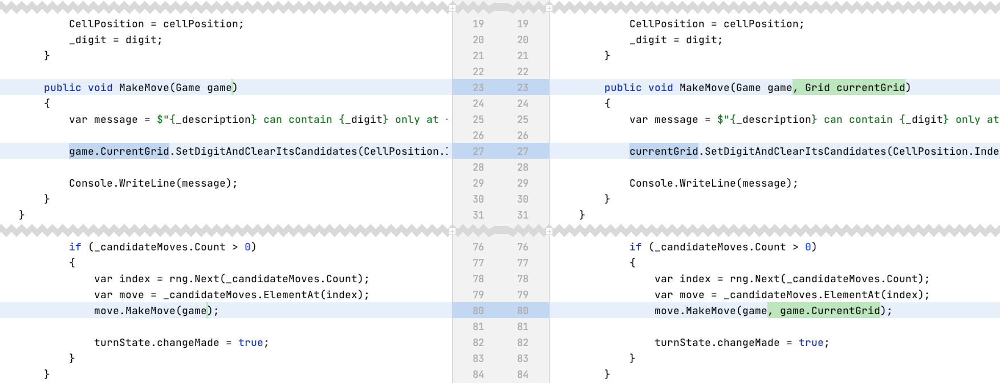 CellPosition = cellPosition; 19 19 CellPosition = cellPosition;
_digit = digit; 20 20 _digit = digit;
} 21 21 }
22 22
public void MakeMove(Game game) 23 23 public void MakeMove(Game game, Grid currentGrid)
{ 24 24 {
var message = $"{_description} can contain {_digit} only at 25 25 var message = $"{_description} can contain {_digit} only at
26 26
game.CurrentGrid.SetDigitAndClearItsCandidates(CellPosition. 27 27 currentGrid.SetDigitAndClearItsCandidates(CellPosition.Inde
28 28
Console.WriteLine(message); 29 29 Console.WriteLine(message);
} 30 30 }
} 31 31 }
if (_candidateMoves.Count > 0) 76 76 if (_candidateMoves.Count > 0)
{ 77 77 {
var index = rng.Next(_candidateMoves.Count); 78 78 var index = rng.Next(_candidateMoves.Count);
var move = _candidateMoves.ElementAt(index); 79 79 var move = _candidateMoves.ElementAt(index);
move.MakeMove(game); 80 80 move.MakeMove(game, game.CurrentGrid);
81 81
turnState.changeMade = true; 82 82 turnState.changeMade = true;
} 83 83 }
} 84 84 }